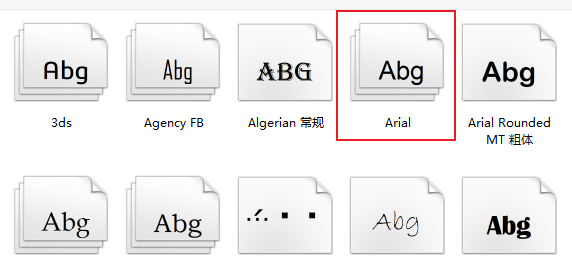 Abg Abg ABG Abg Abg
3ds Agency FB Algerian 常规 Arial Arial Rounded
MT 粗体
Abg Abg Abg Abg